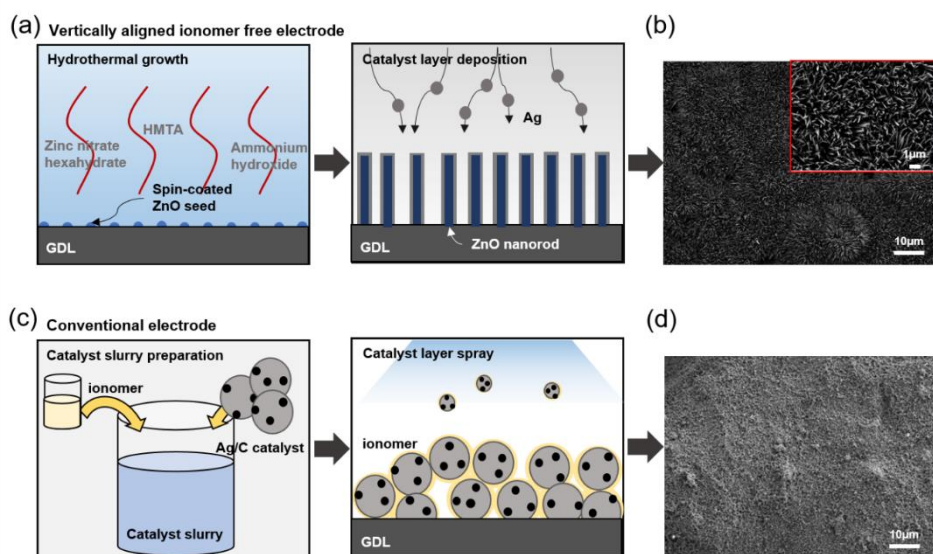 (a) Vertically aligned ionomer free electrode
Hydrothermal growth
Zinc nitrate
hexahydrate
HMTA
Ammonium
hydroxide
Spin-coated
ZnO seed
GDL
Catalyst layer deposition
Ag
ZnO nanorod
GDL
(b)
1μm
10μm
(c) Conventional electrode
Catalyst slurry preparation
ionomer
Ag/C catalyst
Catalyst slurry
Catalyst layer spray
ionomer
GDL
(d)
10μm